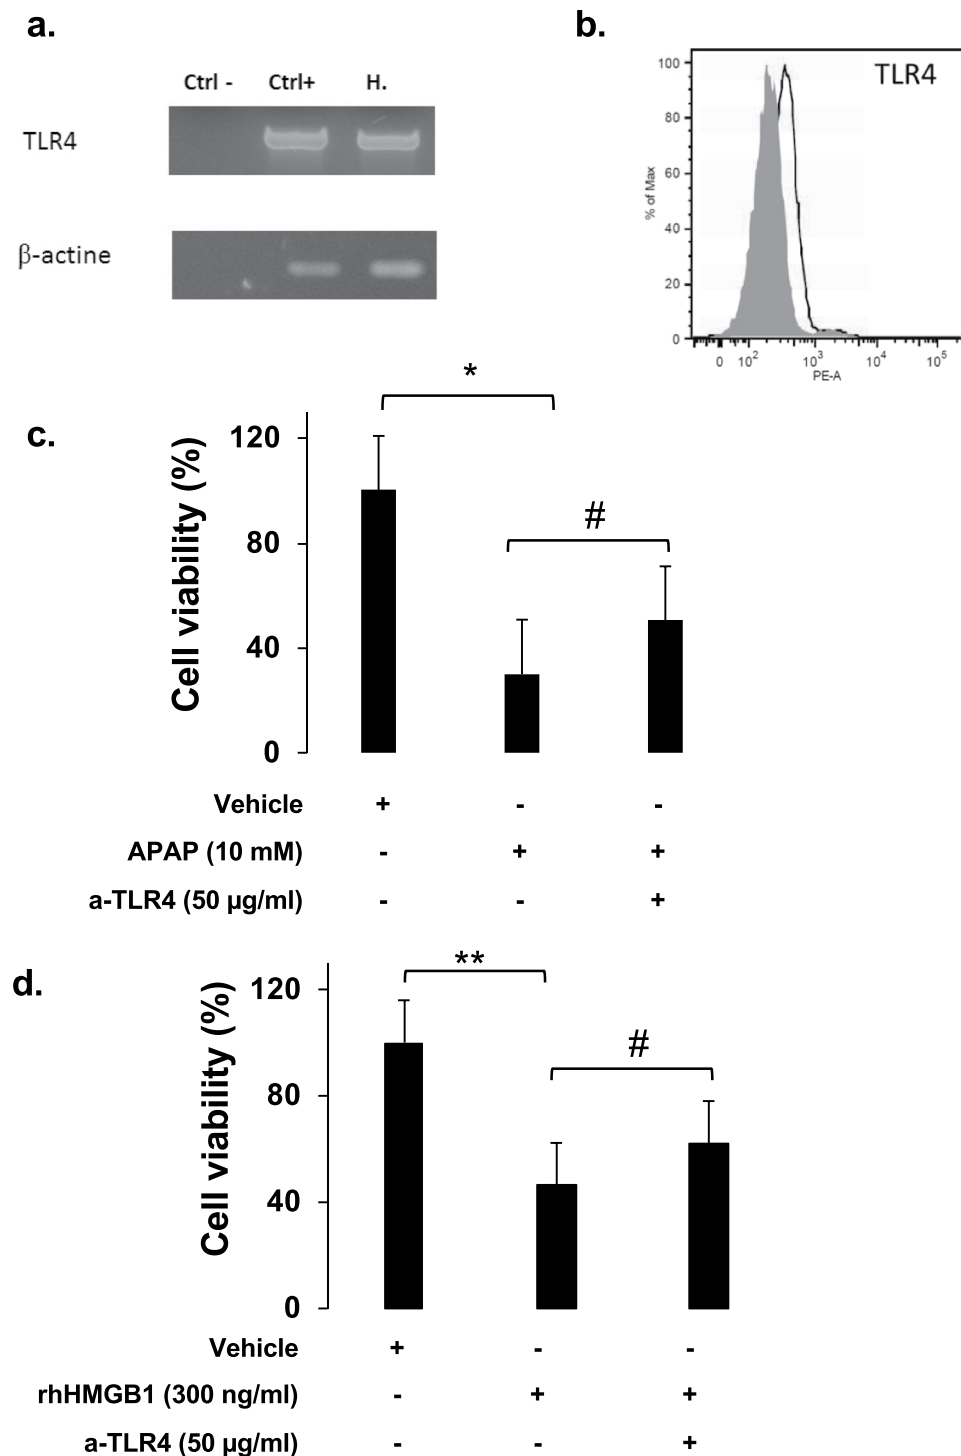 a.
Ctrl - Ctrl+ H.
TLR4
β-actine
b.
TLR4
% of Max
100
80
60
40
20
0
0 10² 10³ 10⁴ 10⁵
PE-A
c.
Cell viability (%)
120
80
40
0
*
#
Vehicle + - -
APAP (10 mM) - + +
a-TLR4 (50 µg/ml) - - +
d.
Cell viability (%)
120
80
40
0
**
#
Vehicle + - -
rhHMGB1 (300 ng/ml) - + +
a-TLR4 (50 µg/ml) - - +